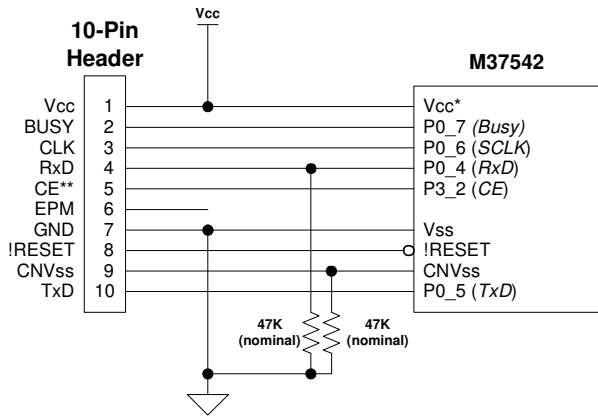 Vcc
10-Pin
Header
M37542
Vcc 1 Vcc*
BUSY 2 P0_7 (Busy)
CLK 3 P0_6 (SCLK)
RxD 4 P0_4 (RxD)
CE** 5 P3_2 (CE)
EPM 6
GND 7 Vss
!RESET 8 !RESET
CNVss 9 CNVss
TxD 10 P0_5 (TxD)
47K 47K
(nominal) (nominal)